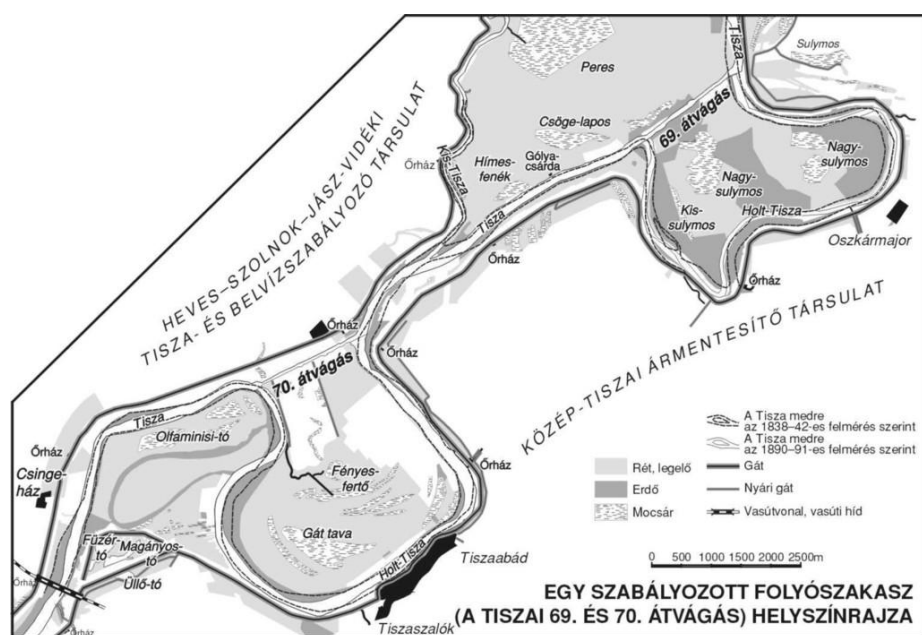 Tisza
Sulymos
Peres
69. átvágás
Csöge-lapos
Kis-Tisza
Őrház
Hímes-
fenék
Gólya-
csárda
Nagy-
sulymos
Nagy-
sulymos
Tisza
Kis-
sulymos
Holt-Tisza
Oszkármajor
Őrház
Őrház
HEVES–SZOLNOK–JÁSZ-VIDÉKI
TISZA- ÉS BELVÍZSZABÁLYOZÓ TÁRSULAT
Őrház
Őrház
70. átvágás
KÖZÉP-TISZAI ÁRMENTESÍTŐ TÁRSULAT
Tisza
Olfaminisi-tó
Őrház
Csinge-
ház
Őrház
Fényes-
fertő
Gát tava
Füzér-
tó
Magányos-
tó
Üllő-tó
Őrház
Őrház
Holt-Tisza
Tiszaabád
Tiszaszalók
A Tisza medre
az 1838–42-es felmérés szerint
A Tisza medre
az 1890–91-es felmérés szerint
Rét, legelő
Erdő
Mocsár
Gát
Nyári gát
Vasútvonal, vasúti híd
0 500 1000 1500 2000 2500m
EGY SZABÁLYOZOTT FOLYÓSZAKASZ
(A TISZAI 69. ÉS 70. ÁTVÁGÁS) HELYSZÍNRAJZA